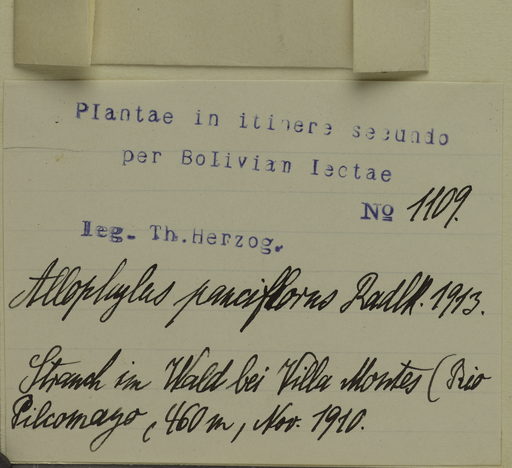 Plantae in itinere secundo
per Bolivian lectae
No 1109.
leg. Th. Herzog.
Allophylus pauciflorus Radlk. 1913.
Strauch im Wald bei Villa Montes (Rio
Pilcomayo, 460 m, Nov. 1910.